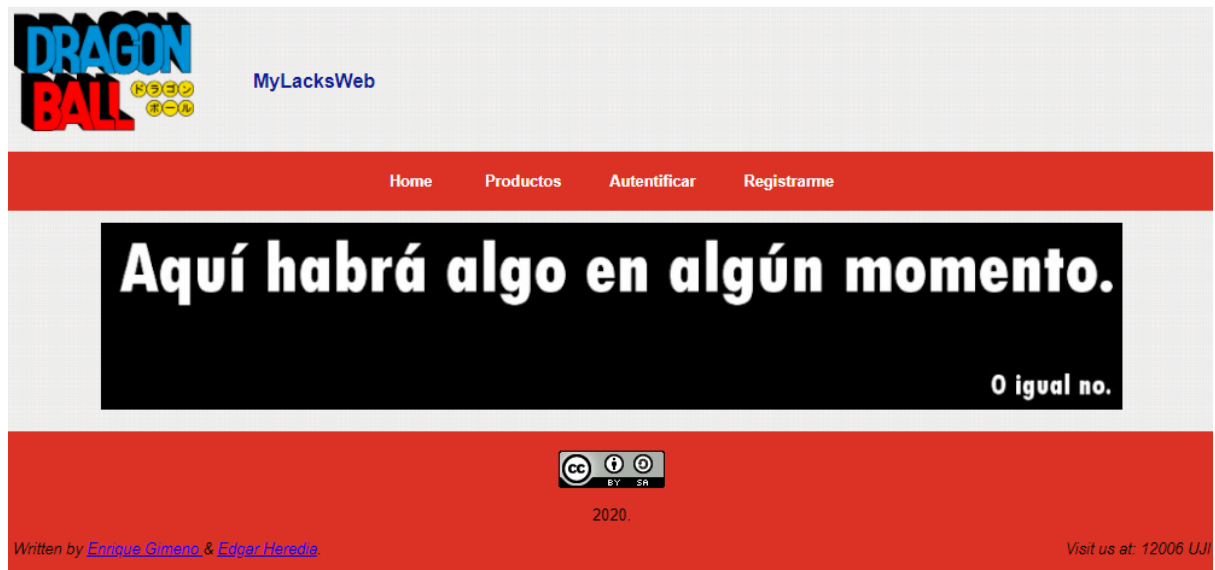 DRAGON
BALL
ドラゴン
ボール
MyLacksWeb
Home Productos Autentificar Registrarme
Aquí habrá algo en algún momento.
O igual no.
cc
BY SA
2020.
Written by Enrique Gimeno & Edgar Heredia.
Visit us at: 12006 UJI